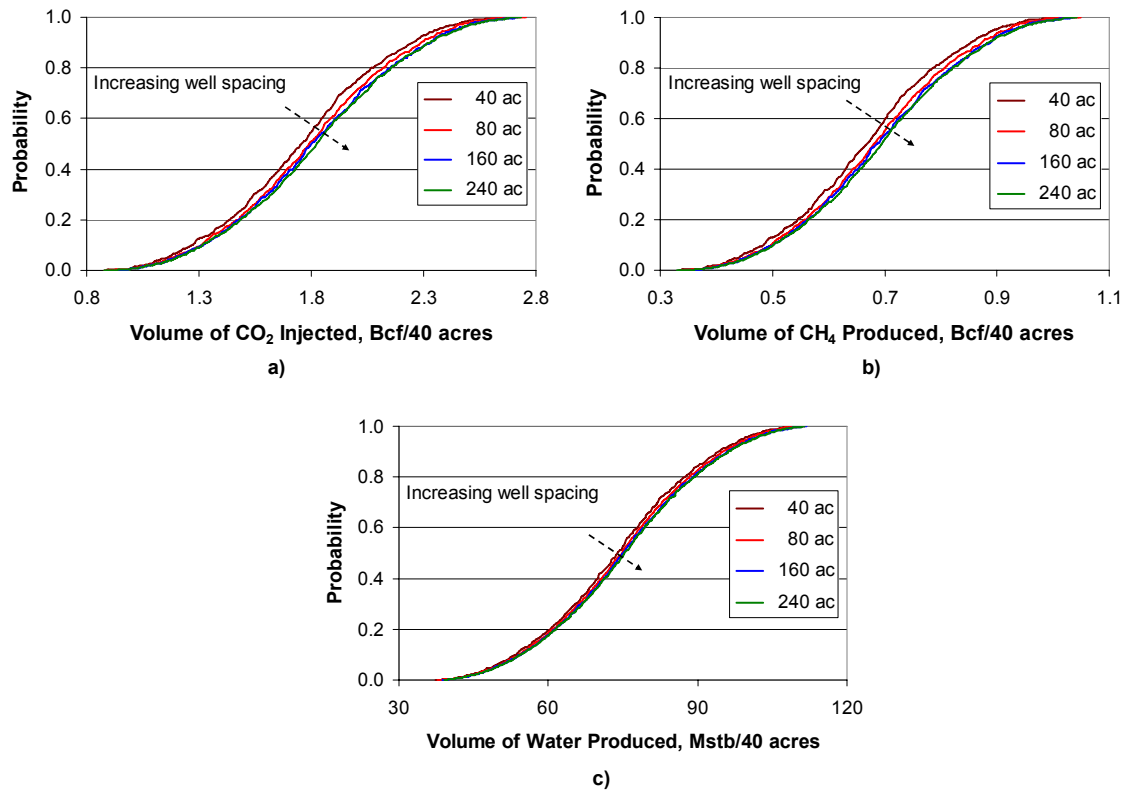 1.0
0.8
0.6
0.4
0.2
0.0
Probability
Increasing well spacing
40 ac
80 ac
160 ac
240 ac
0.8 1.3 1.8 2.3 2.8
Volume of CO₂ Injected, Bcf/40 acres
a)
1.0
0.8
0.6
0.4
0.2
0.0
Probability
Increasing well spacing
40 ac
80 ac
160 ac
240 ac
0.3 0.5 0.7 0.9 1.1
Volume of CH₄ Produced, Bcf/40 acres
b)
1.0
0.8
0.6
0.4
0.2
0.0
Probability
Increasing well spacing
40 ac
80 ac
160 ac
240 ac
30 60 90 120
Volume of Water Produced, Mstb/40 acres
c)